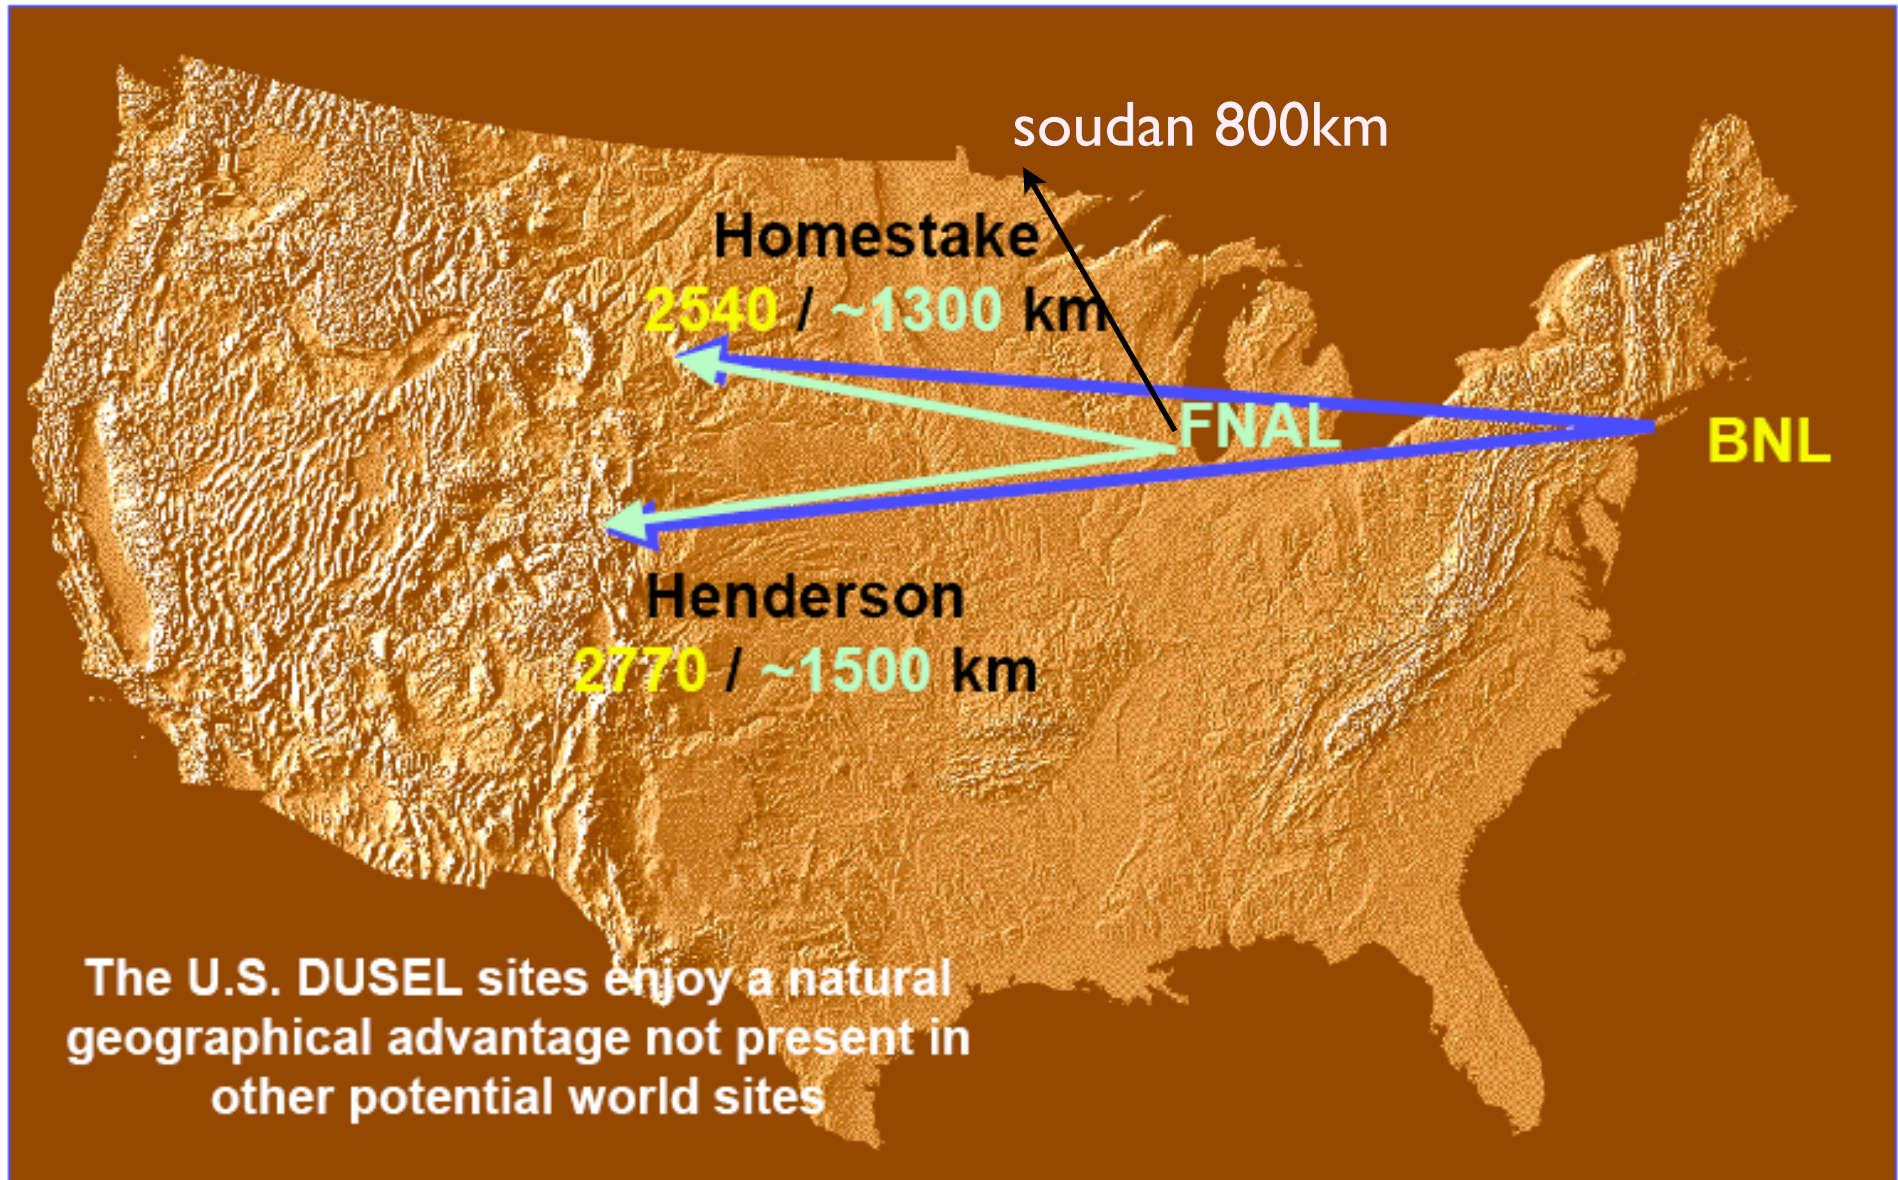 soudan 800km
Homestake
2540 / ~1300 km
FNAL
BNL
Henderson
2770 / ~1500 km
The U.S. DUSEL sites enjoy a natural
geographical advantage not present in
other potential world sites